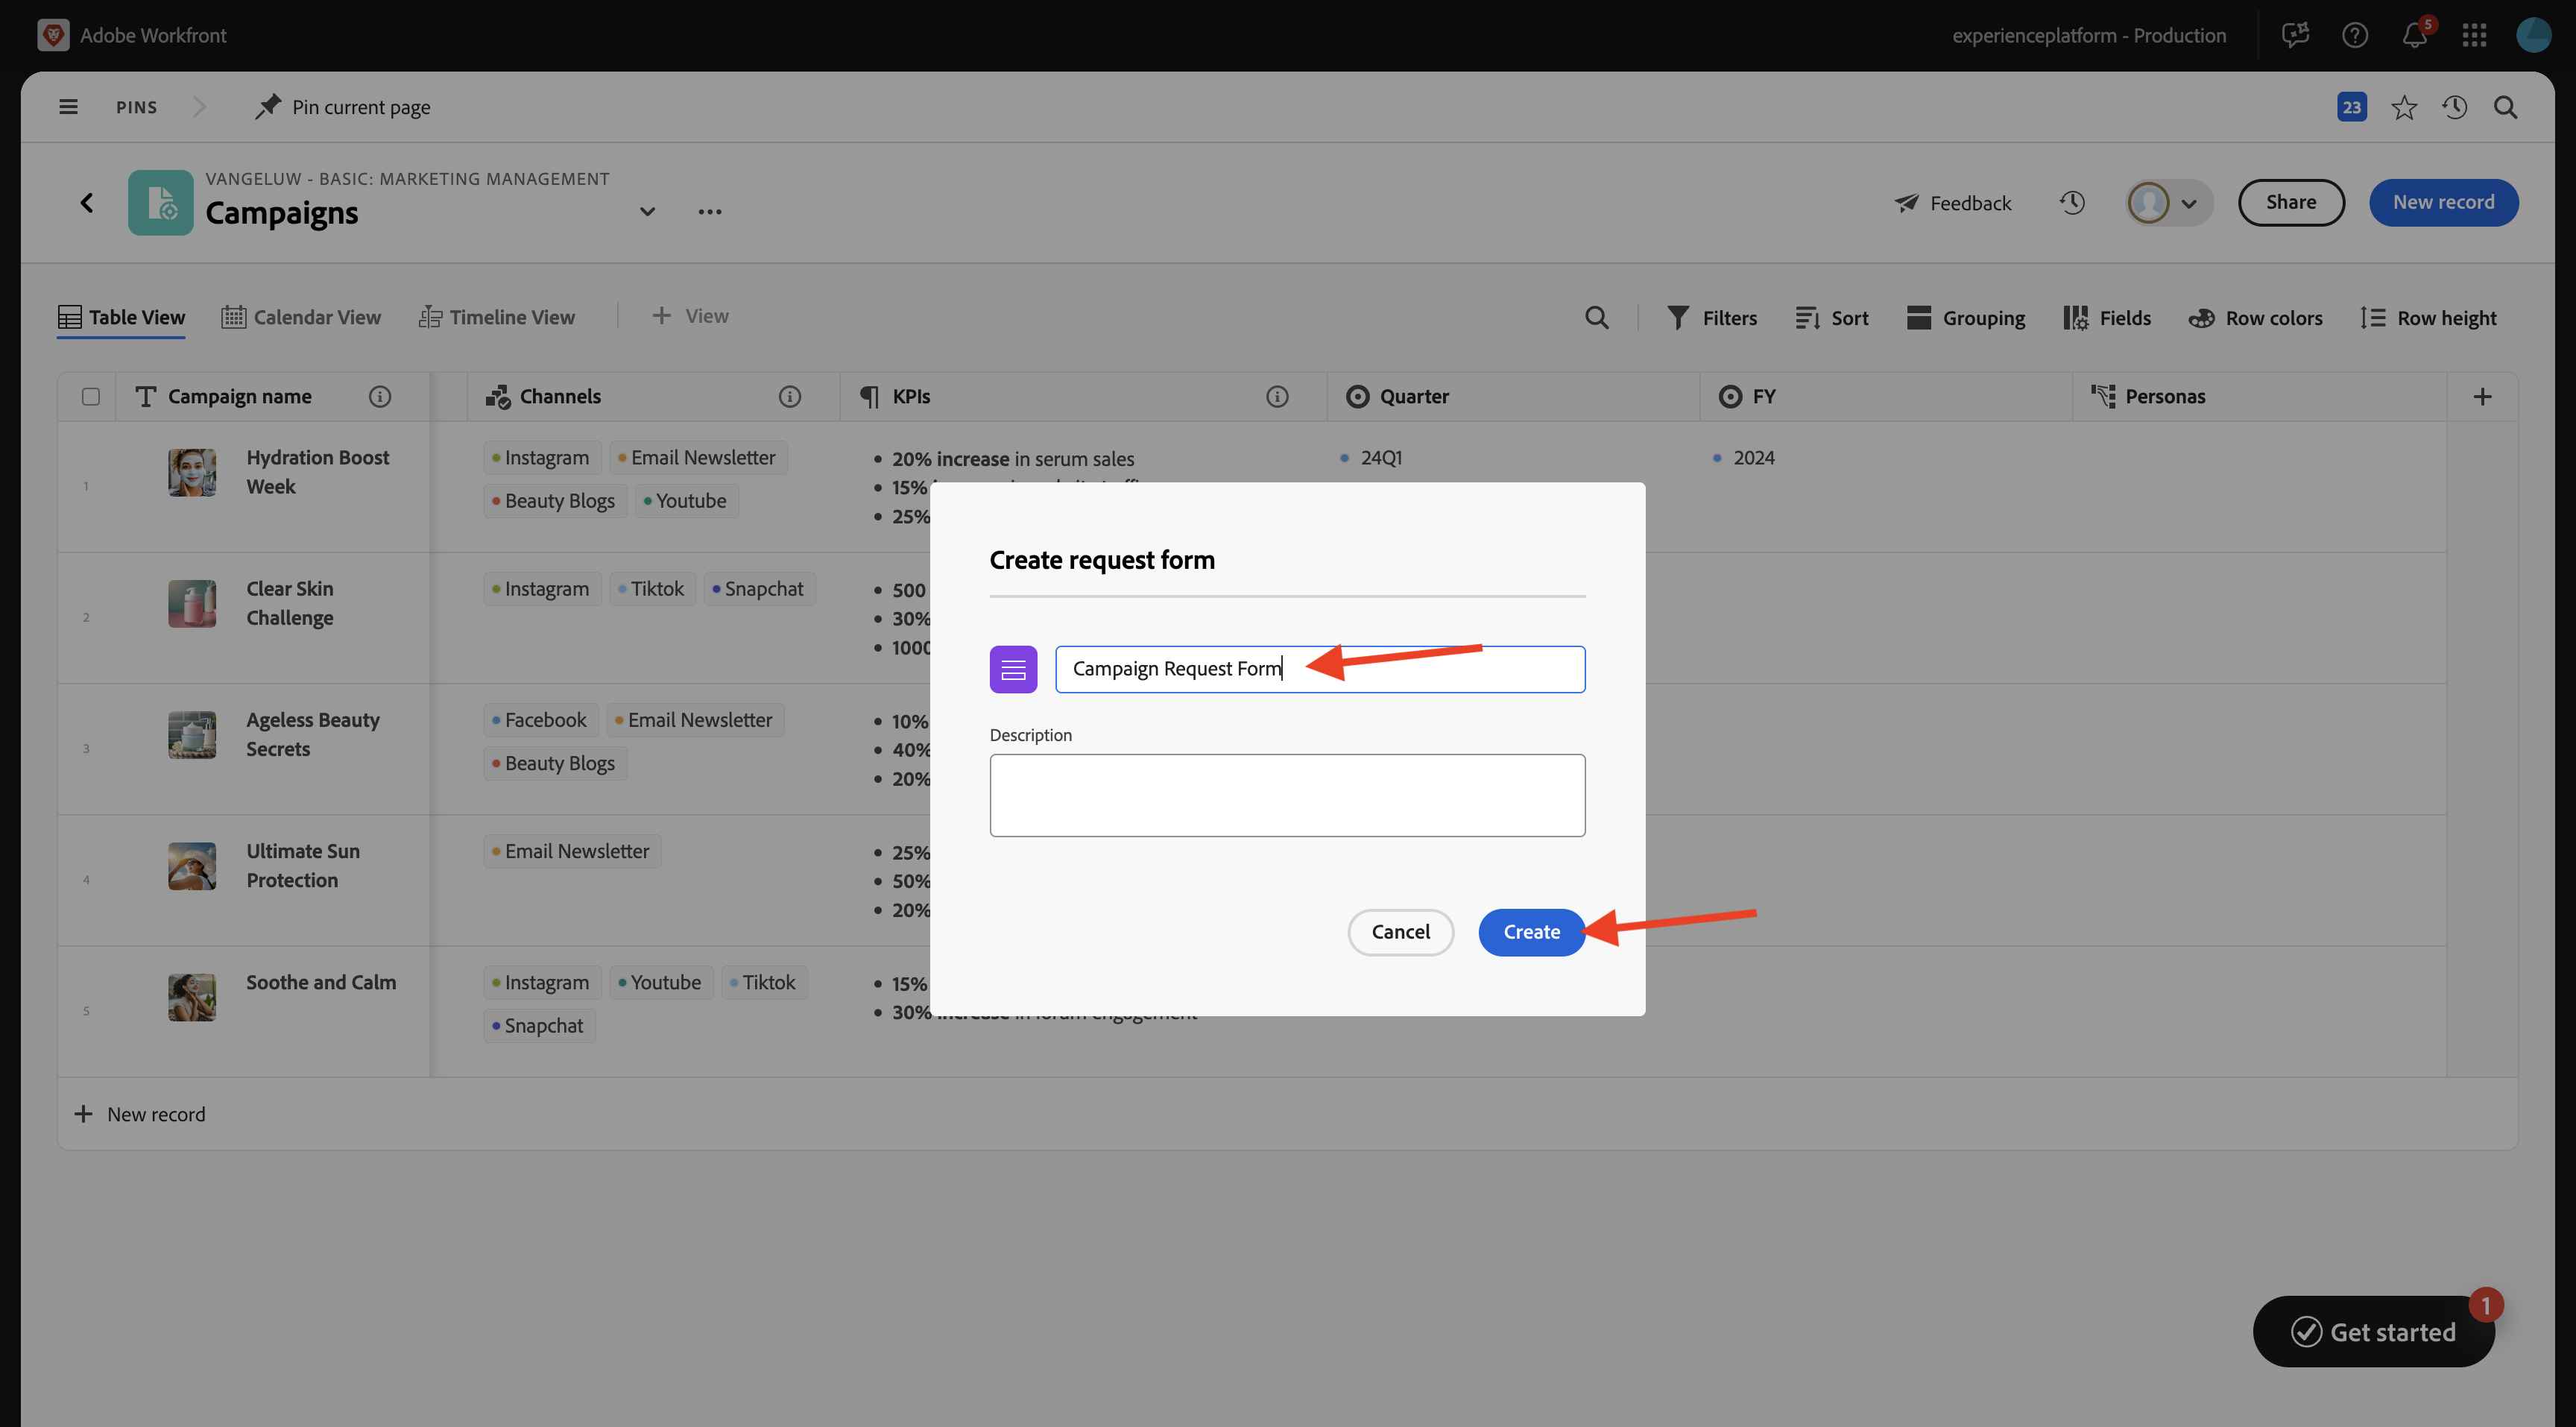 Adobe Workfront
experienceplatform - Production
5
PINS
Pin current page
23
VANGELUW - BASIC: MARKETING MANAGEMENT
Campaigns
Feedback
Share
New record
Table View
Calendar View
Timeline View
View
Filters
Sort
Grouping
Fields
Row colors
Row height
Campaign name
Channels
KPIs
Quarter
FY
Personas
1
Hydration Boost
Week
Instagram
Email Newsletter
Beauty Blogs
Youtube
20% increase in serum sales
15%
25%
24Q1
2024
2
Clear Skin
Challenge
Instagram
Tiktok
Snapchat
500
30%
1000
3
Ageless Beauty
Secrets
Facebook
Email Newsletter
Beauty Blogs
10%
40%
20%
4
Ultimate Sun
Protection
Email Newsletter
25%
50%
20%
5
Soothe and Calm
Instagram
Youtube
Tiktok
Snapchat
15%
30% increase in forum engagement
New record
Create request form
Campaign Request Form
Description
Cancel
Create
Get started
1